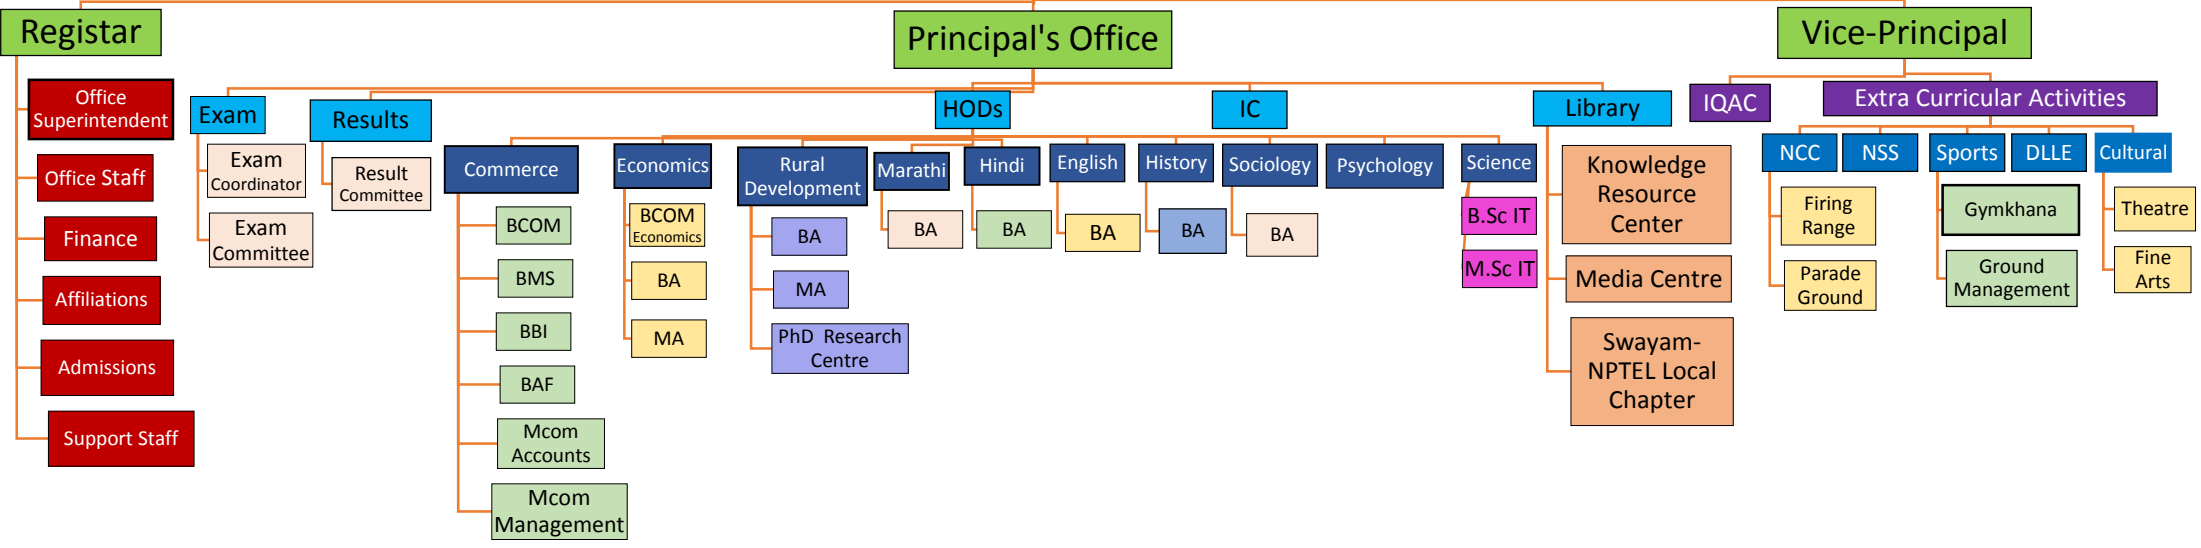 Registar
Principal's Office
Vice-Principal
Office
Superintendent
Office Staff
Finance
Affiliations
Admissions
Support Staff
Exam
Exam
Coordinator
Exam
Committee
Results
Result
Committee
HODs
IC
Library
Commerce
BCOM
BMS
BBI
BAF
Mcom
Accounts
Mcom
Management
Economics
BCOM
Economics
BA
MA
Rural
Development
BA
MA
PhD Research
Centre
Marathi
BA
Hindi
BA
English
BA
History
BA
Sociology
BA
Psychology
Science
B.Sc IT
M.Sc IT
Knowledge
Resource
Center
Media Centre
Swayam-
NPTEL Local
Chapter
IQAC
Extra Curricular Activities
NCC
Firing
Range
Parade
Ground
NSS
Sports
Gymkhana
Ground
Management
DLLE
Cultural
Theatre
Fine
Arts